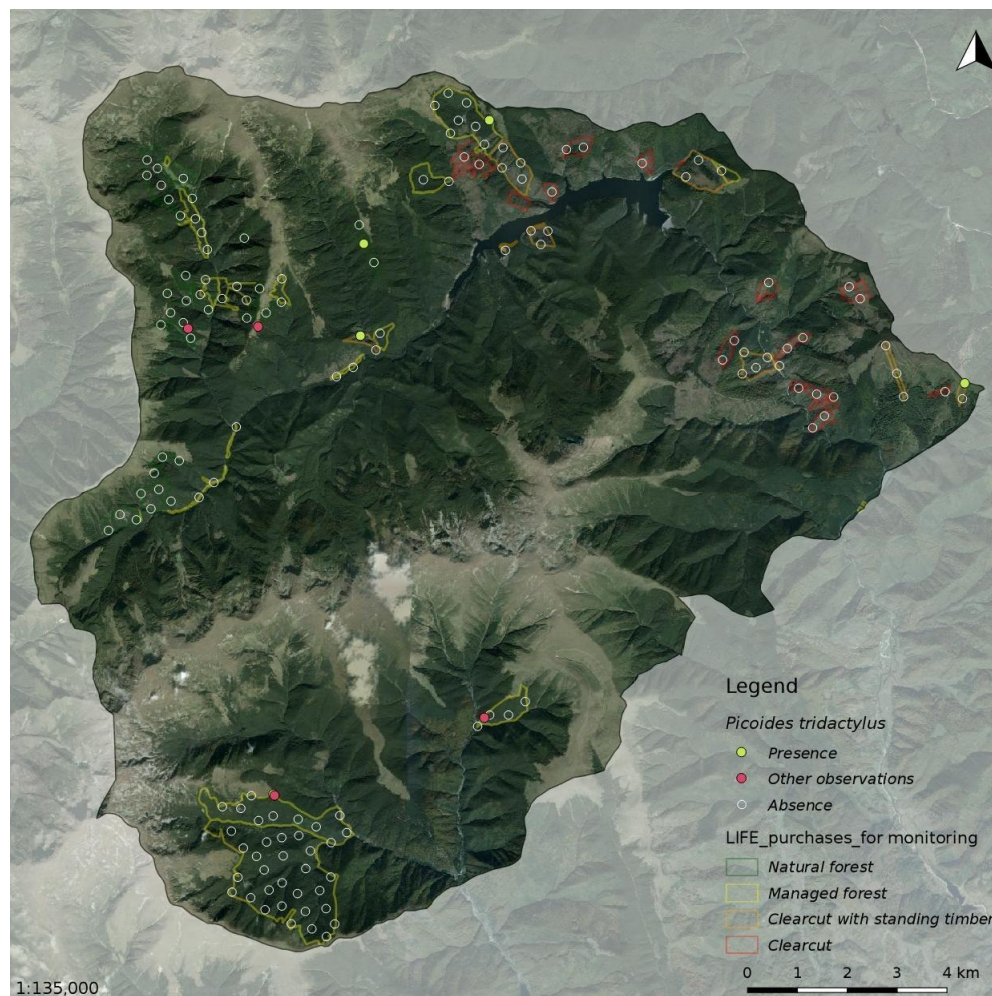 Legend
Picoides tridactylus
Presence
Other observations
Absence
LIFE_purchases_for monitoring
Natural forest
Managed forest
Clearcut with standing timber
Clearcut
0 1 2 3 4 km
1:135,000